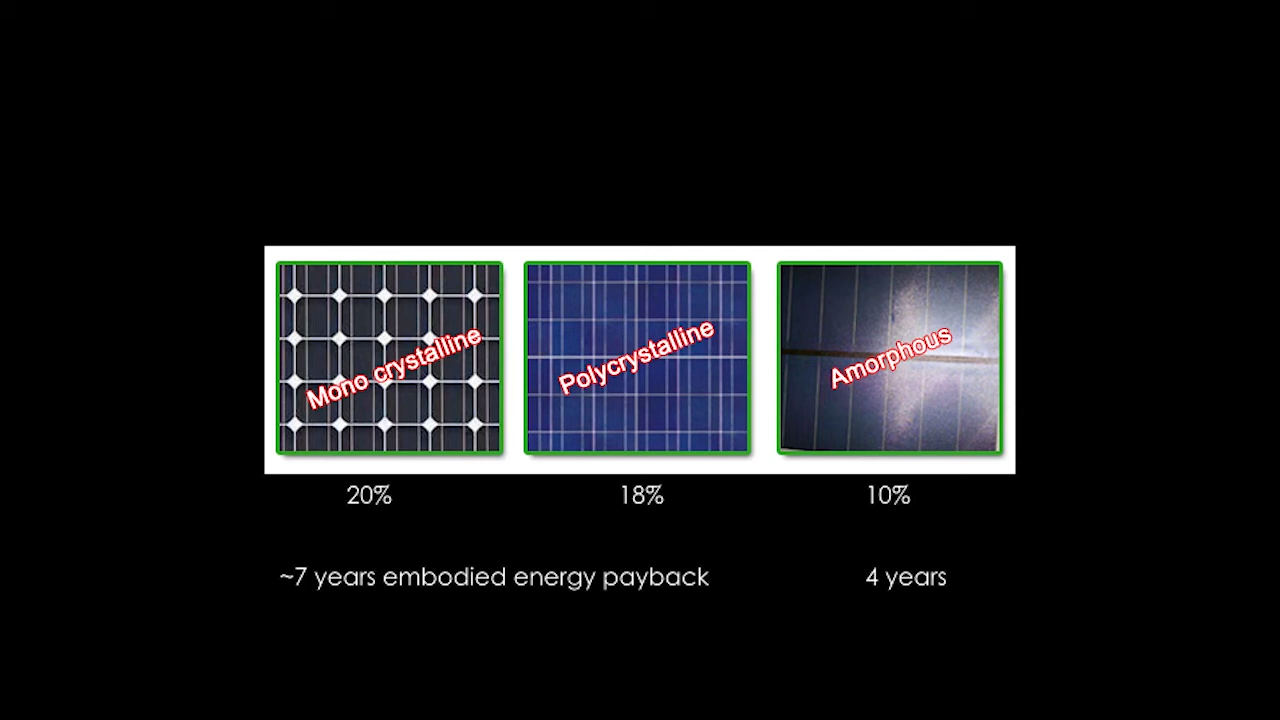 Mono crystalline
Polycrystalline
Amorphous
20%
18%
10%
~7 years embodied energy payback
4 years